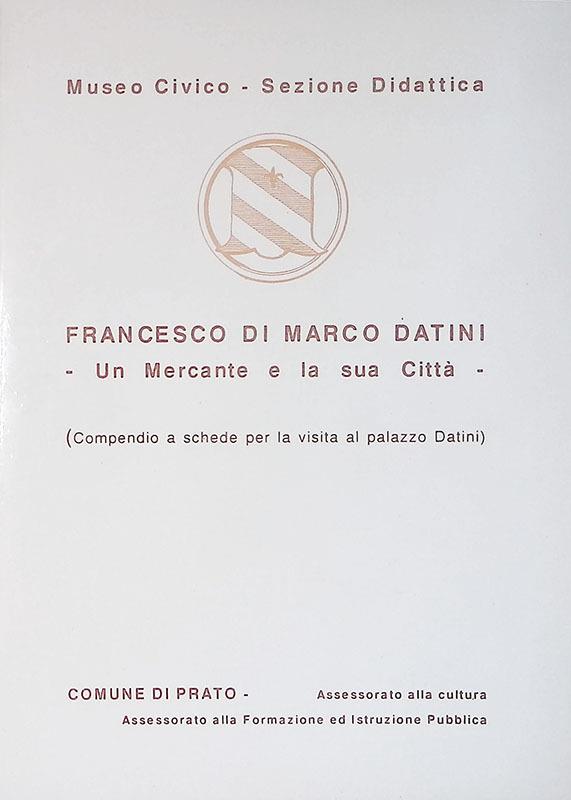 Museo Civico - Sezione Didattica
FRANCESCO DI MARCO DATINI
- Un Mercante e la sua Città -
(Compendio a schede per la visita al palazzo Datini)
COMUNE DI PRATO - Assessorato alla cultura
Assessorato alla Formazione ed Istruzione Pubblica